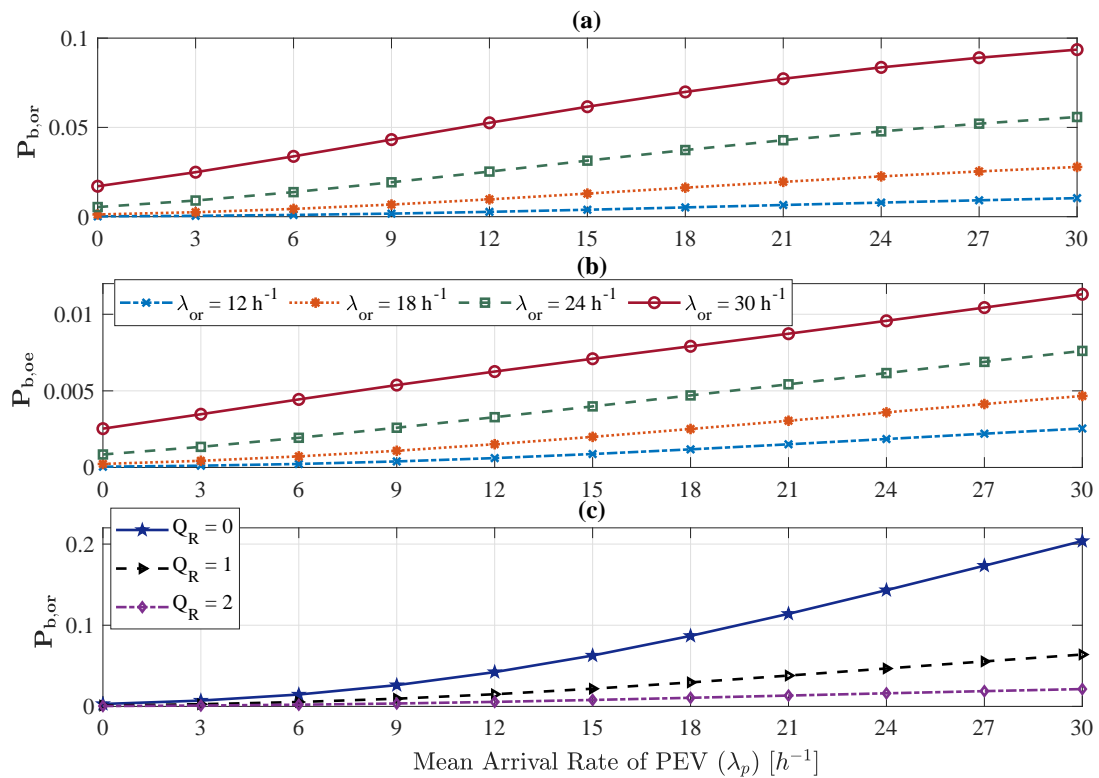 (a)
0.1
0.05
0
P_b,or
0 3 6 9 12 15 18 21 24 27 30
(b)
λ_or = 12 h^-1 λ_or = 18 h^-1 λ_or = 24 h^-1 λ_or = 30 h^-1
0.01
0.005
0
P_b,oe
0 3 6 9 12 15 18 21 24 27 30
(c)
Q_R = 0
Q_R = 1
Q_R = 2
0.2
0.1
0
P_b,or
0 3 6 9 12 15 18 21 24 27 30
Mean Arrival Rate of PEV (λ_p) [h^-1]